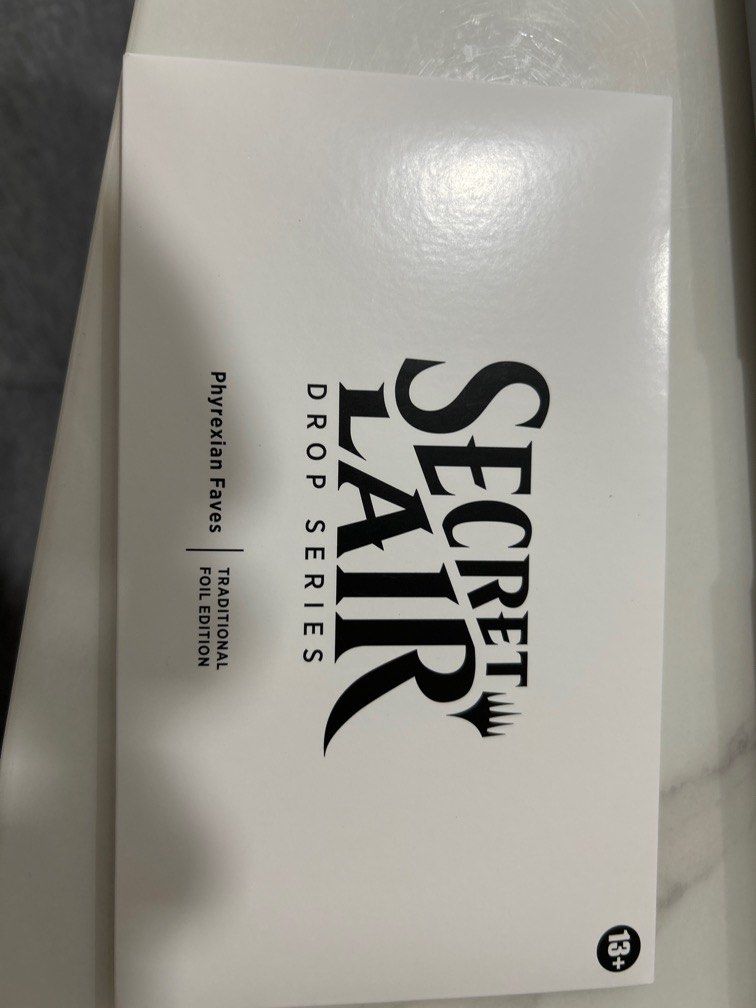 SECRET
LAIR
DROP SERIES
Phyrexian Faves
TRADITIONAL
FOIL EDITION
13+